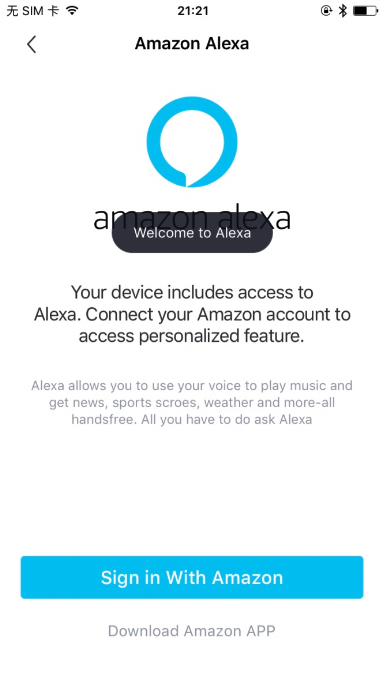 无 SIM 卡 21:21
Amazon Alexa
amazon alexa
Welcome to Alexa
Your device includes access to
Alexa. Connect your Amazon account to
access personalized feature.
Alexa allows you to use your voice to play music and
get news, sports scroes, weather and more-all
handsfree. All you have to do ask Alexa
Sign in With Amazon
Download Amazon APP